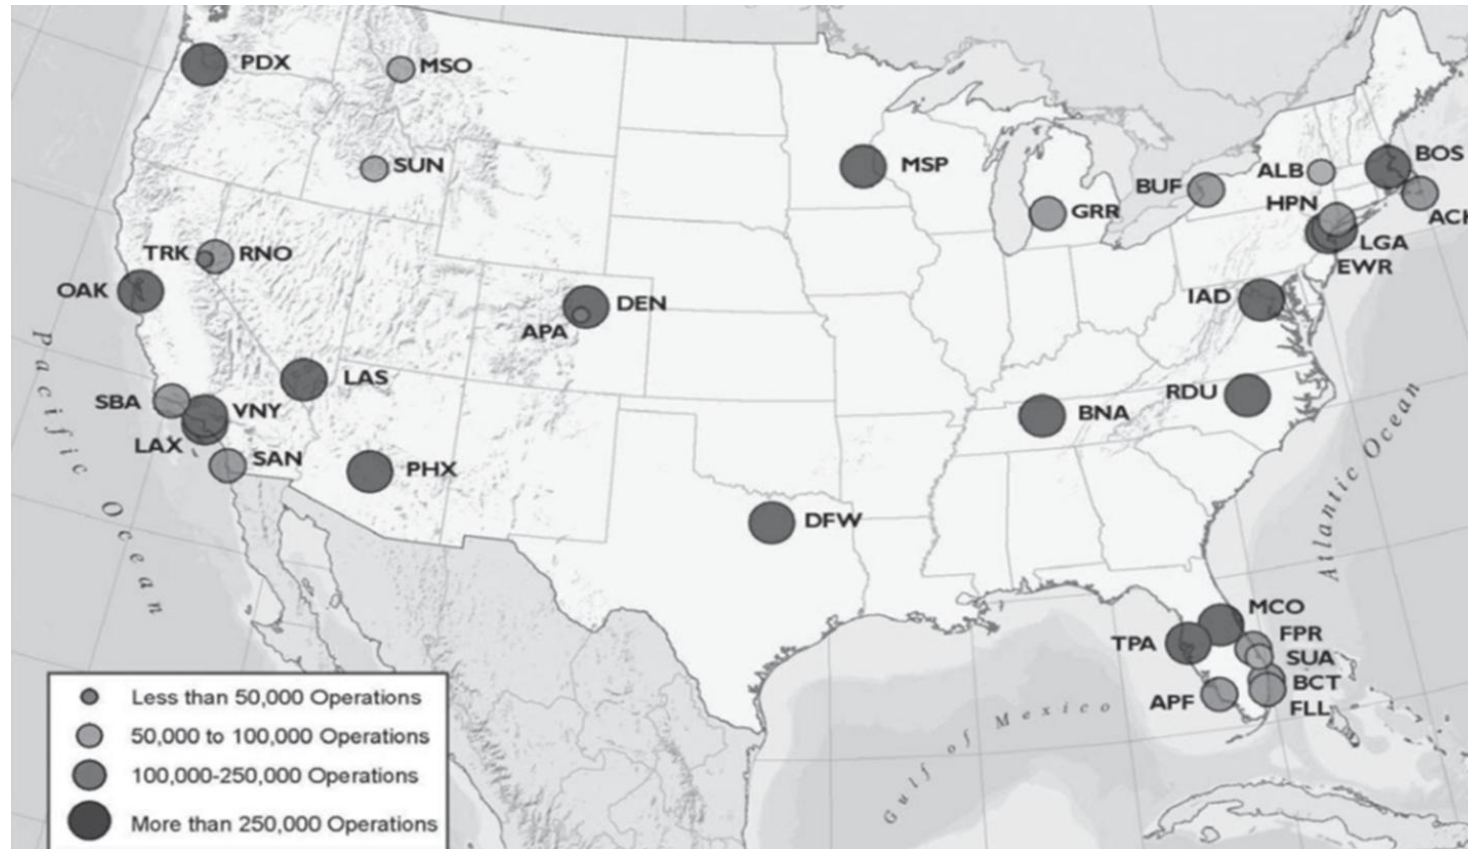 PDX
MSO
SUN
MSP
GRR
BUF
ALB
BOS
HPN
ACK
LGA
EWR
TRK
RNO
OAK
DEN
APA
IAD
LAS
SBA
VNY
LAX
SAN
PHX
BNA
RDU
DFW
MCO
FPR
TPA
SUA
BCT
APF
FLL
Pacific Ocean
Atlantic Ocean
Gulf of Mexico
Less than 50,000 Operations
50,000 to 100,000 Operations
100,000-250,000 Operations
More than 250,000 Operations